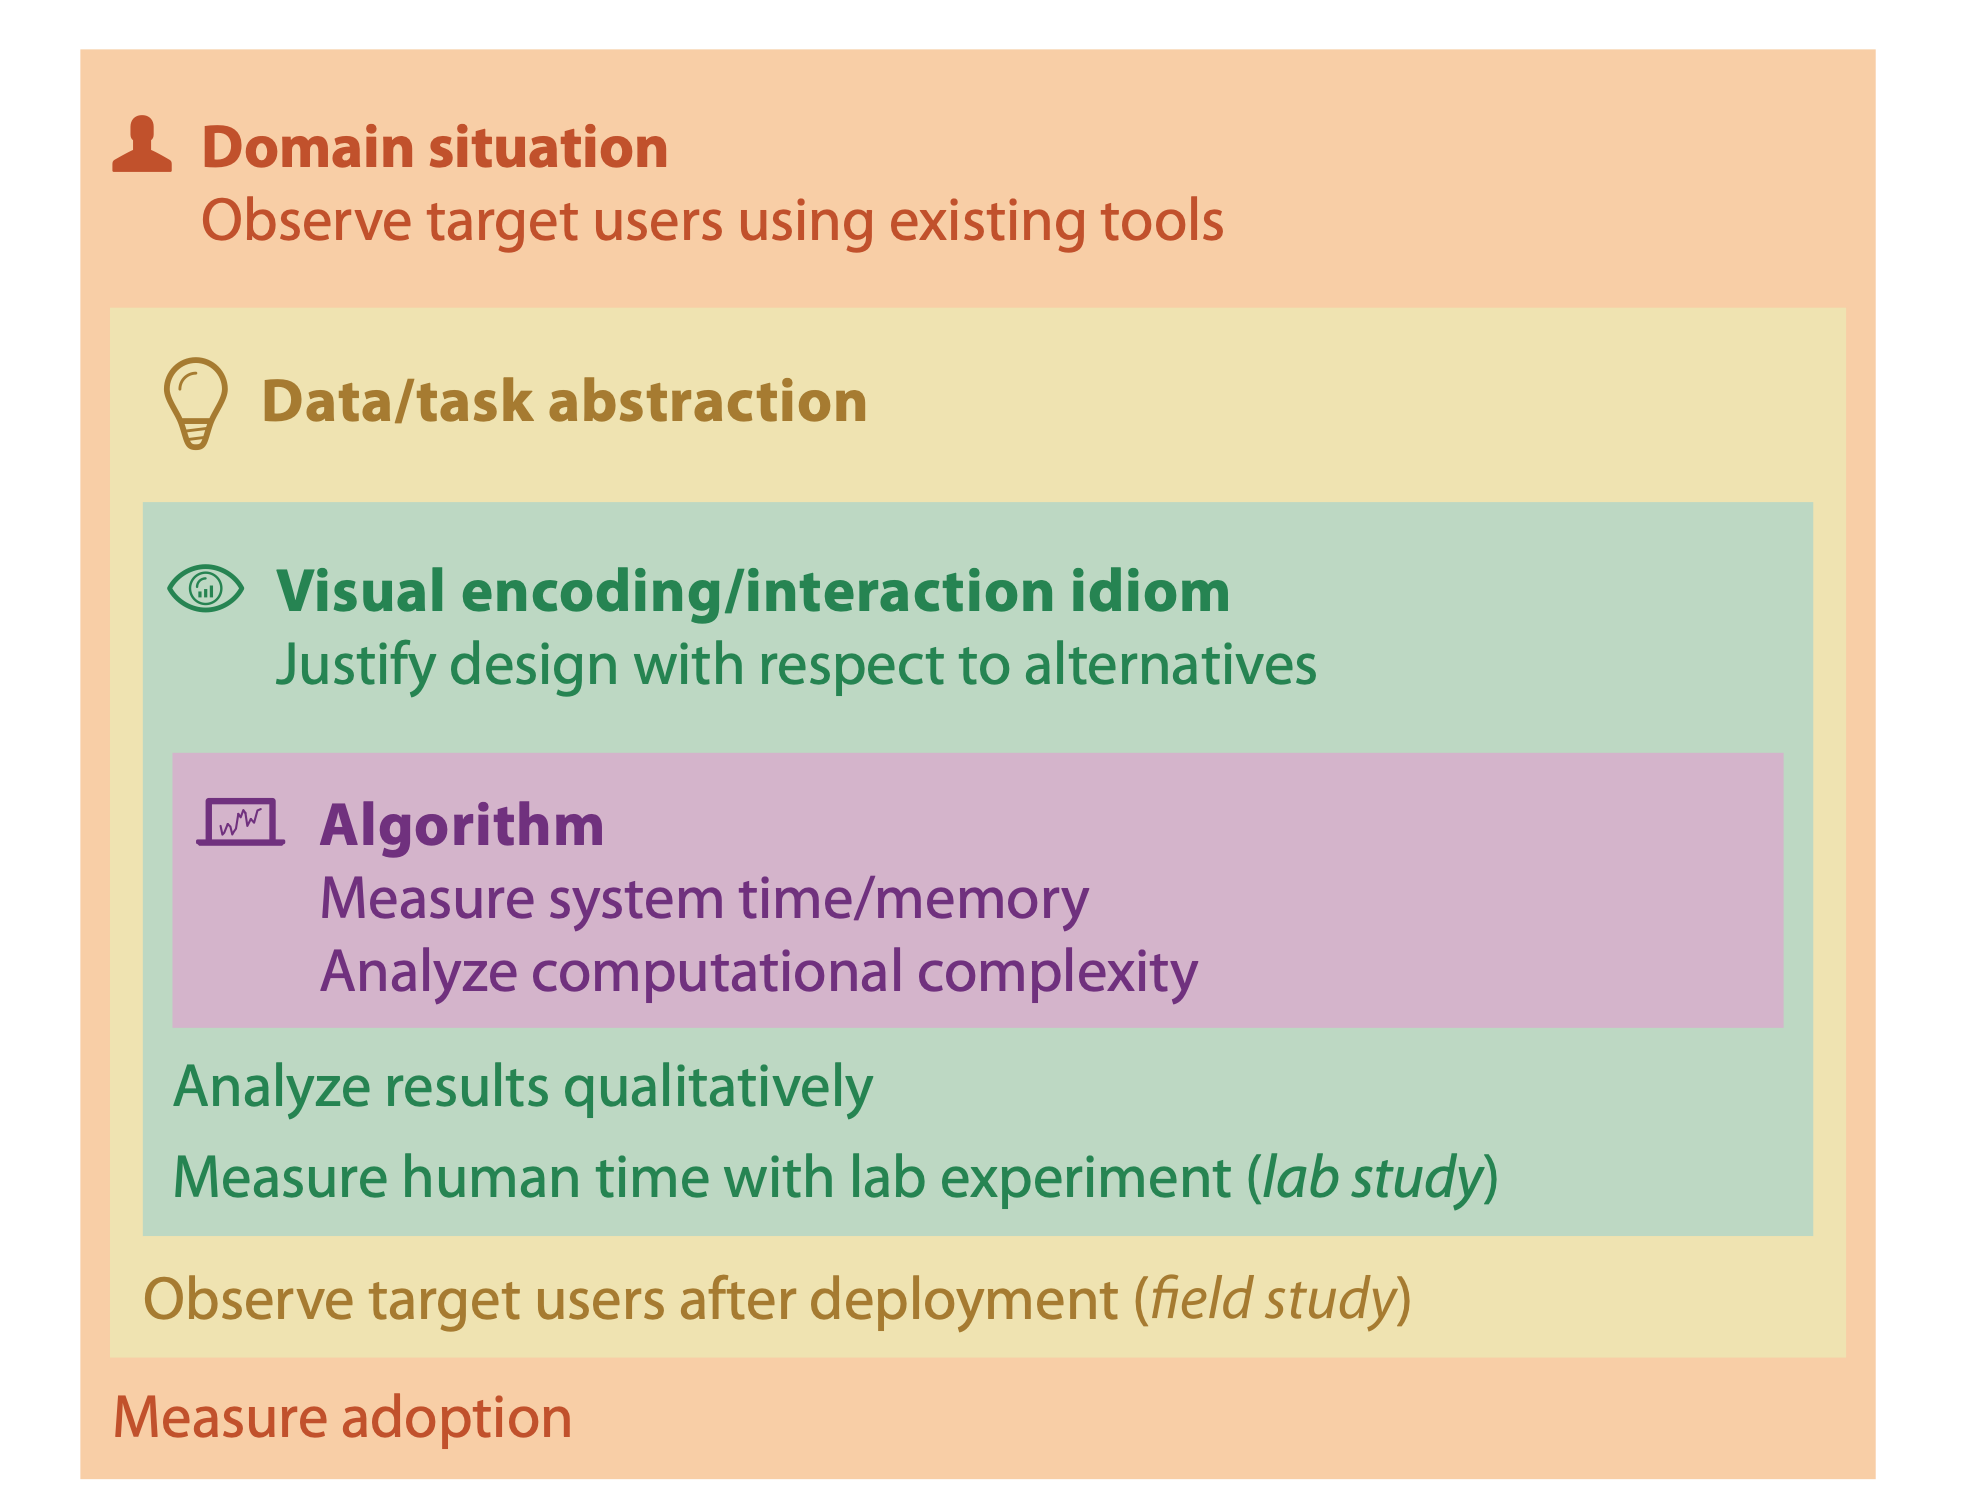 Domain situation
Observe target users using existing tools
Data/task abstraction
Visual encoding/interaction idiom
Justify design with respect to alternatives
Algorithm
Measure system time/memory
Analyze computational complexity
Analyze results qualitatively
Measure human time with lab experiment (lab study)
Observe target users after deployment (field study)
Measure adoption